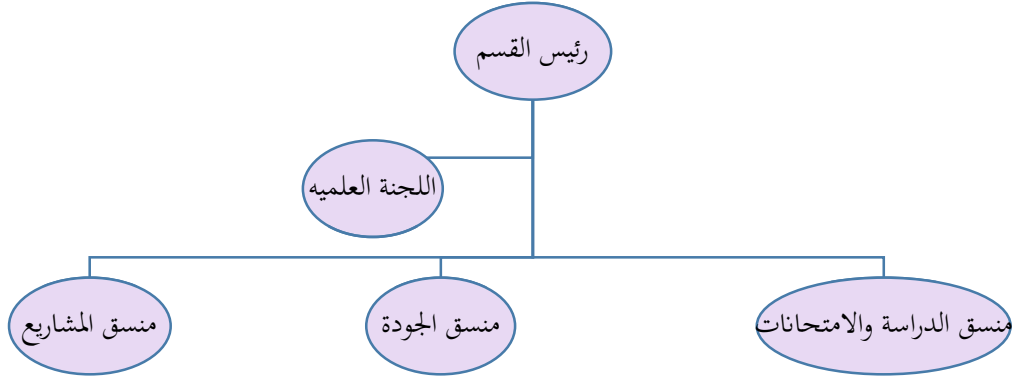 رئيس القسم
اللجنة العلميه
منسق الدراسة والامتحانات
منسق الجودة
منسق المشاريع